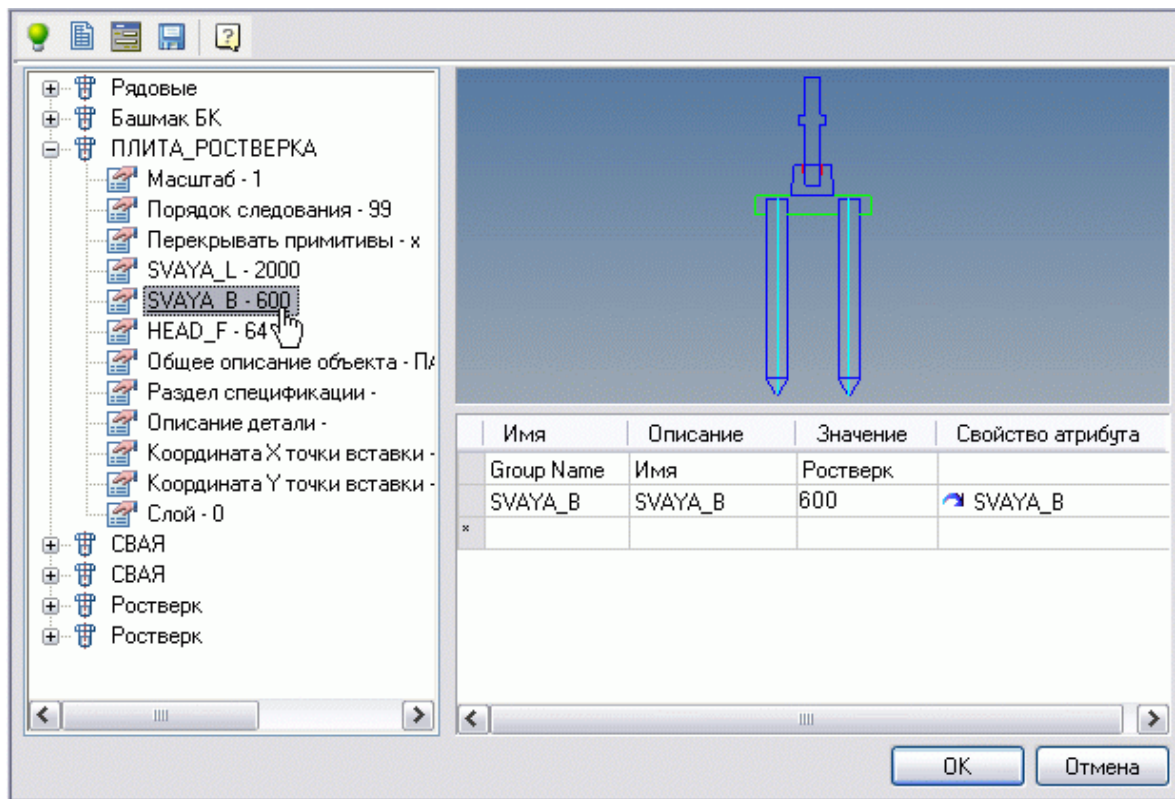 Рядовые
Башмак БК
ПЛИТА_РОСТВЕРКА
Масштаб - 1
Порядок следования - 99
Перекрывать примитивы - x
SVAYA_L - 2000
SVAYA_B - 600
HEAD_F - 64
Общее описание объекта - ПА
Раздел спецификации -
Описание детали -
Координата X точки вставки -
Координата Y точки вставки -
Слой - 0
СВАЯ
СВАЯ
Ростверк
Ростверк
Имя Описание Значение Свойство атрибута
Group Name Имя Ростверк
SVAYA_B SVAYA_B 600 SVAYA_B
OK Отмена